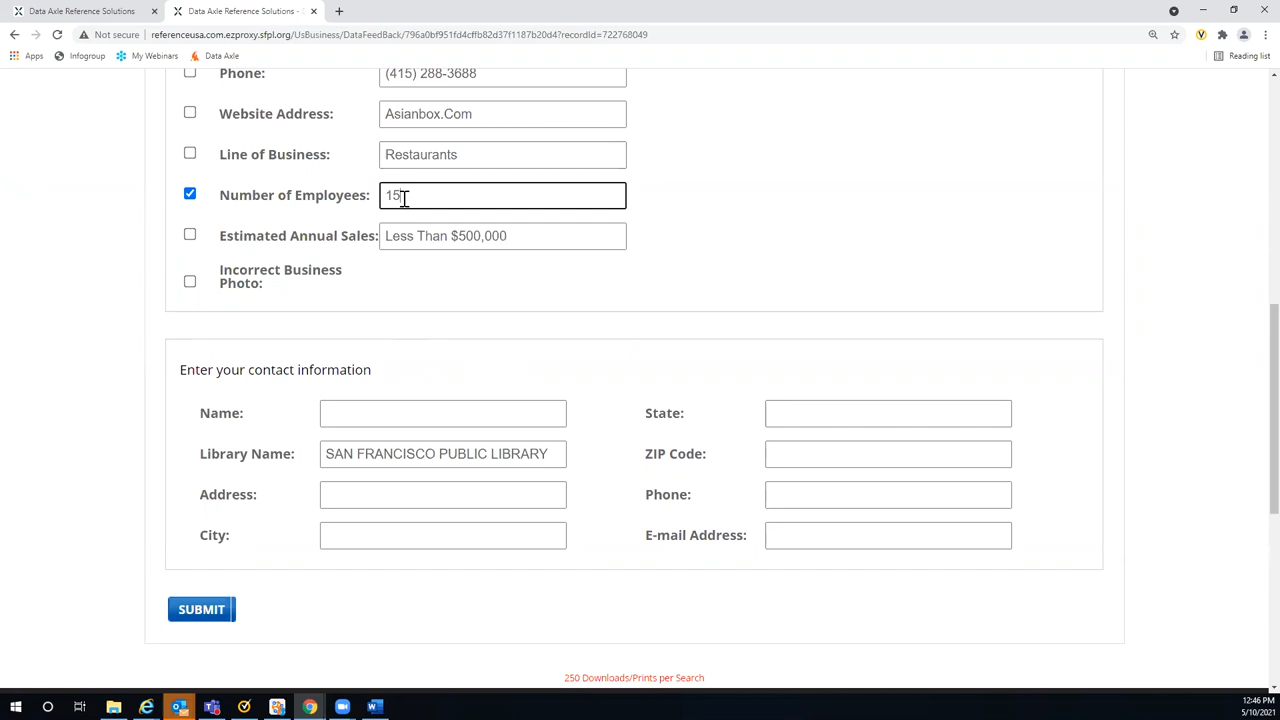 Data Axle Reference Solutions
Data Axle Reference Solutions -
Not secure
referenceusa.com.ezproxy.sfpl.org/UsBusiness/DataFeedBack/796a0bf951fd4cffb82d37f1187b20d4?recordId=722768049
Apps
Infogroup
My Webinars
Data Axle
Reading list
Phone: (415) 288-3688
Website Address: Asianbox.Com
Line of Business: Restaurants
Number of Employees: 15
Estimated Annual Sales: Less Than $500,000
Incorrect Business
Photo:
Enter your contact information
Name:
State:
Library Name: SAN FRANCISCO PUBLIC LIBRARY
ZIP Code:
Address:
Phone:
City:
E-mail Address:
SUBMIT
250 Downloads/Prints per Search
12:46 PM
5/10/2021